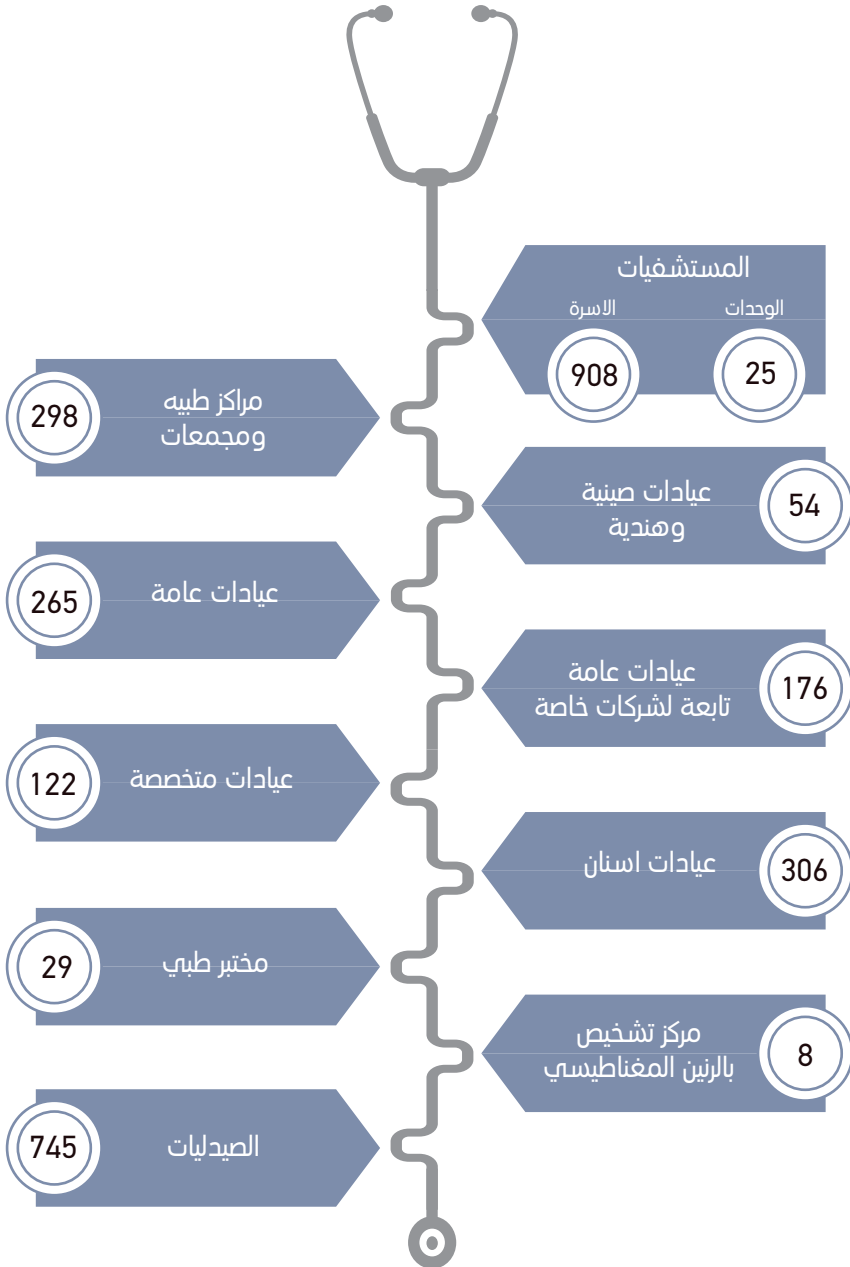 المستشفيات
الوحدات
الاسرة
25
908
مراكز طبيه
ومجمعات
298
عيادات صينية
وهندية
54
عيادات عامة
265
عيادات عامة
تابعة لشركات خاصة
176
عيادات متخصصة
122
عيادات اسنان
306
مختبر طبي
29
مركز تشخيص
بالرنين المغناطيسي
8
الصيدليات
745